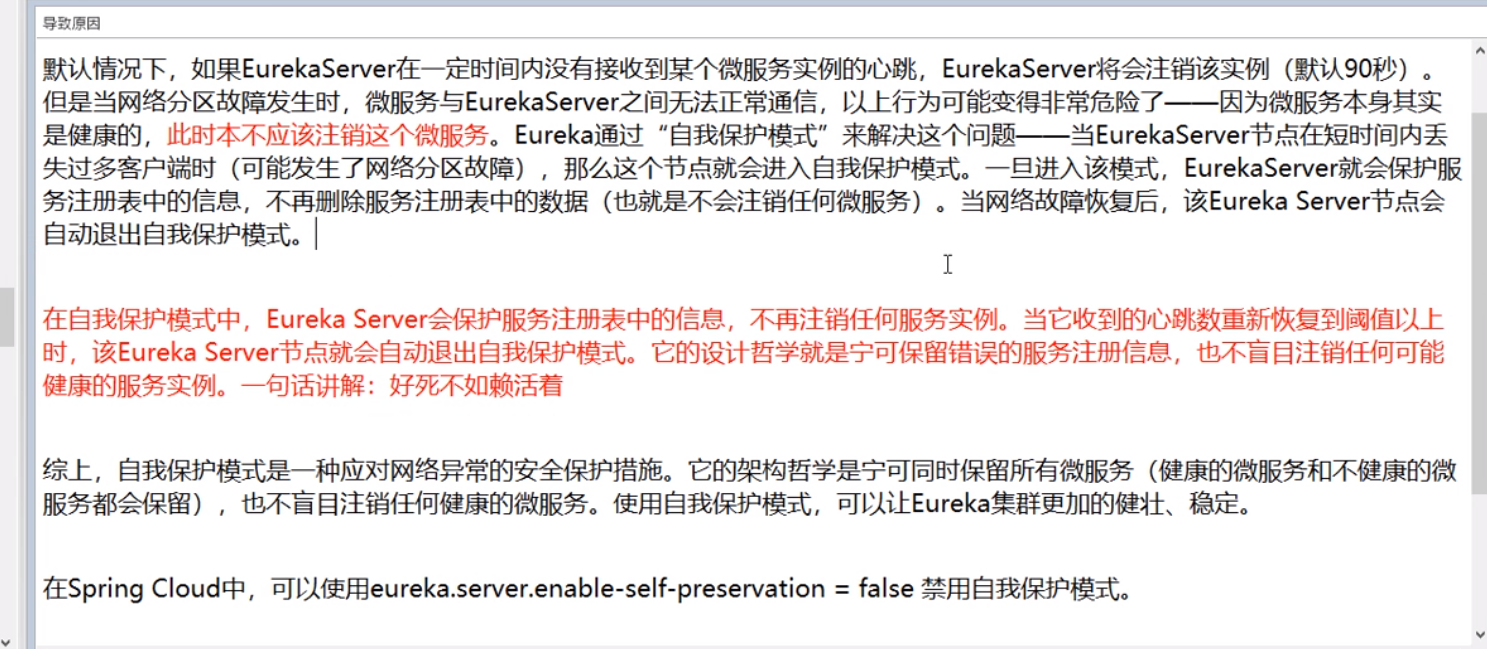 导致原因
默认情况下，如果EurekaServer在一定时间内没有接收到某个微服务实例的心跳，EurekaServer将会注销该实例（默认90秒）。
但是当网络分区故障发生时，微服务与EurekaServer之间无法正常通信，以上行为可能变得非常危险了——因为微服务本身其实
是健康的，此时本不应该注销这个微服务。Eureka通过“自我保护模式”来解决这个问题——当EurekaServer节点在短时间内丢
失过多客户端时（可能发生了网络分区故障），那么这个节点就会进入自我保护模式。一旦进入该模式，EurekaServer就会保护服
务注册表中的信息，不再删除服务注册表中的数据（也就是不会注销任何微服务）。当网络故障恢复后，该Eureka Server节点会
自动退出自我保护模式。
在自我保护模式中，Eureka Server会保护服务注册表中的信息，不再注销任何服务实例。当它收到的心跳数重新恢复到阈值以上
时，该Eureka Server节点就会自动退出自我保护模式。它的设计哲学就是宁可保留错误的服务注册信息，也不盲目注销任何可能
健康的服务实例。一句话讲解：好死不如赖活着
综上，自我保护模式是一种应对网络异常的安全保护措施。它的架构哲学是宁可同时保留所有微服务（健康的微服务和不健康的微
服务都会保留），也不盲目注销任何健康的微服务。使用自我保护模式，可以让Eureka集群更加的健壮、稳定。
在Spring Cloud中，可以使用eureka.server.enable-self-preservation = false 禁用自我保护模式。